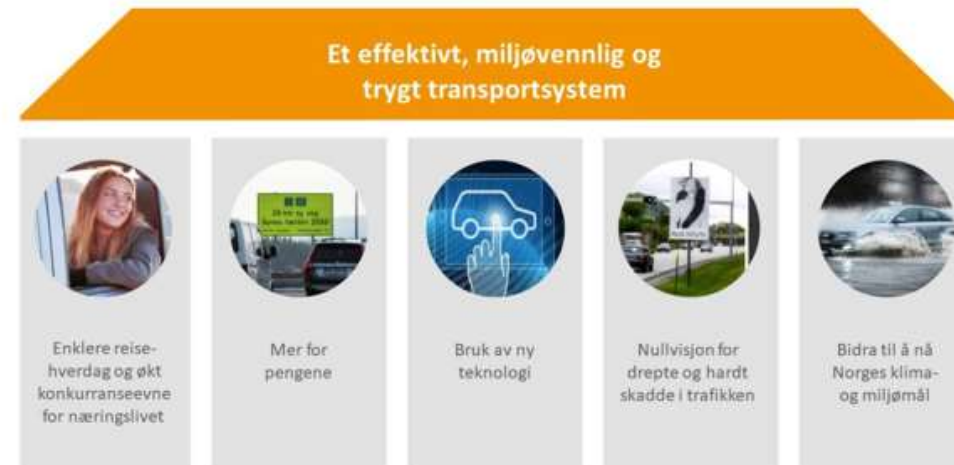 Et effektivt, miljøvennlig og
trygt transportsystem
Enklere reise-
hverdag og økt
konkurranseevne
for næringslivet
Mer for
pengene
Bruk av ny
teknologi
Nullvisjon for
drepte og hardt
skadde i trafikken
Bidra til å nå
Norges klima-
og miljømål